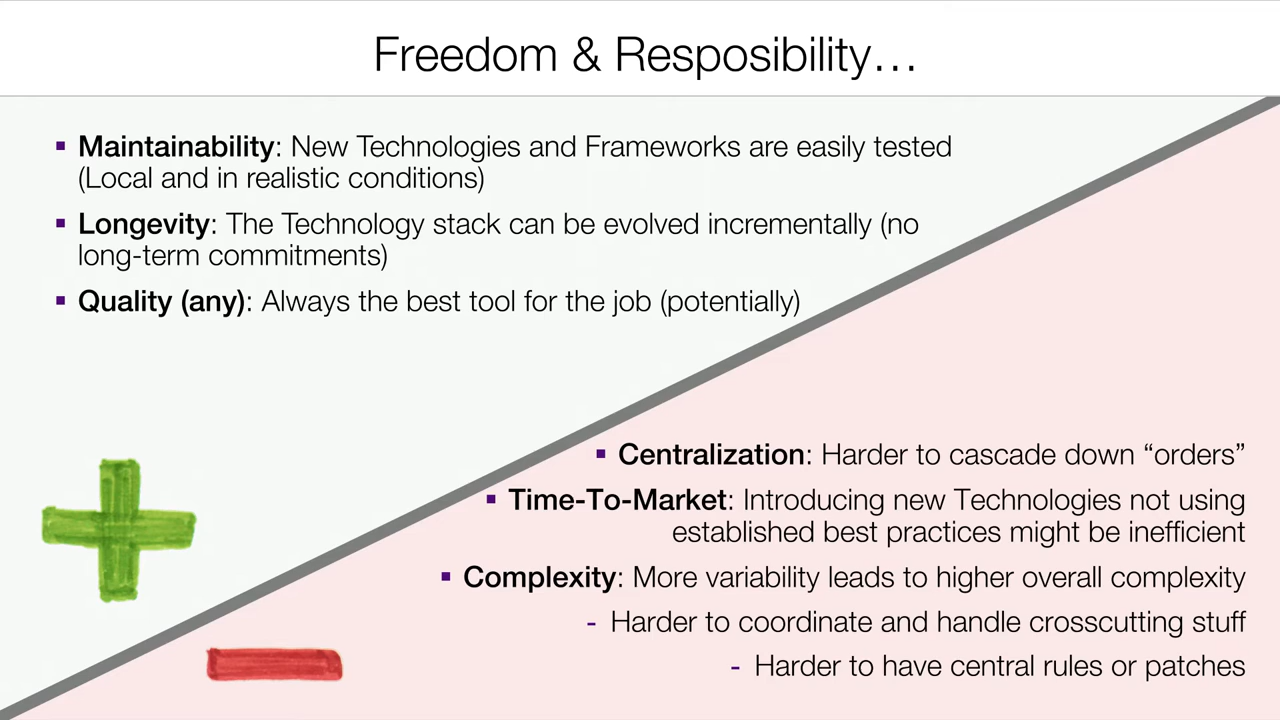 Freedom & Resposibility…
▪ Maintainability: New Technologies and Frameworks are easily tested
(Local and in realistic conditions)
▪ Longevity: The Technology stack can be evolved incrementally (no
long-term commitments)
▪ Quality (any): Always the best tool for the job (potentially)
▪ Centralization: Harder to cascade down “orders”
▪ Time-To-Market: Introducing new Technologies not using
established best practices might be inefficient
▪ Complexity: More variability leads to higher overall complexity
- Harder to coordinate and handle crosscutting stuff
- Harder to have central rules or patches